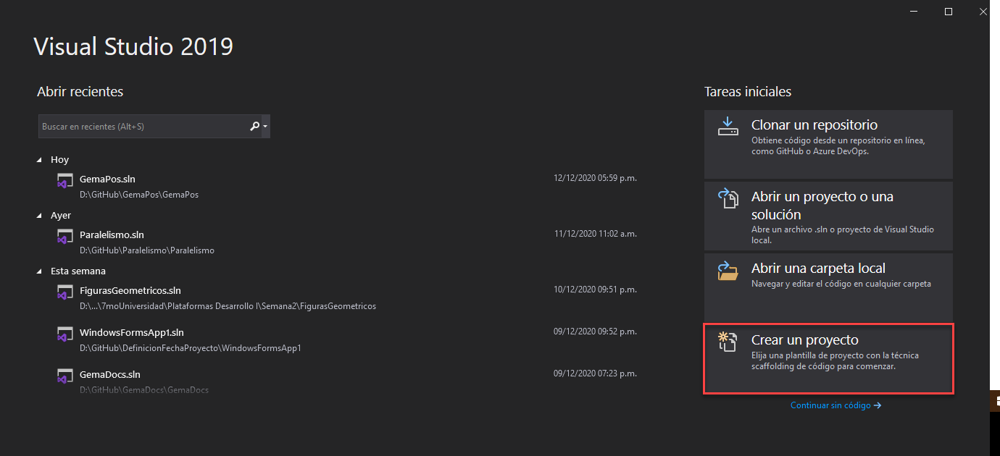 Visual Studio 2019
Abrir recientes
Buscar en recientes (Alt+S)
Hoy
GemaPos.sln
12/12/2020 05:59 p.m.
D:\GitHub\GemaPos\GemaPos
Ayer
Paralelismo.sln
11/12/2020 11:02 a.m.
D:\GitHub\Paralelismo\Paralelismo
Esta semana
FigurasGeometricos.sln
10/12/2020 09:51 p.m.
D:\...\7moUniversidad\Plataformas Desarrollo I\Semana2\FigurasGeometricos
WindowsFormsApp1.sln
09/12/2020 09:52 p.m.
D:\GitHub\DefinicionFechaProyecto\WindowsFormsApp1
GemaDocs.sln
09/12/2020 07:23 p.m.
D:\GitHub\GemaDocs\GemaDocs
Tareas iniciales
Clonar un repositorio
Obtiene código desde un repositorio en línea,
como GitHub o Azure DevOps.
Abrir un proyecto o una
solución
Abre un archivo .sln o proyecto de Visual Studio
local.
Abrir una carpeta local
Navegar y editar el código en cualquier carpeta
Crear un proyecto
Elija una plantilla de proyecto con la técnica
scaffolding de código para comenzar.
Continuar sin código →